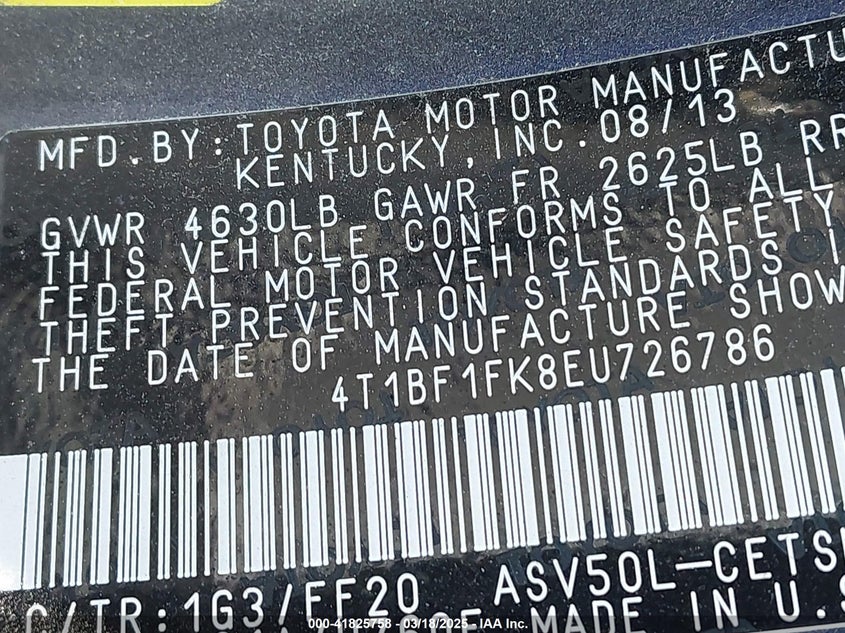 MFD.BY:TOYOTA MOTOR MANUFACTU
KENTUCKY, INC. 08/13
GVWR 4630LB GAWR FR 2625LB RR
THIS VEHICLE CONFORMS TO ALL
FEDERAL MOTOR VEHICLE SAFETY
THEFT PREVENTION STANDARDS I
THE DATE OF MANUFACTURE SHOW
4T1BF1FK8EU726786
C/TR:1G3/FF20 ASV50L-CETS
MADE IN U.S
000-41825758 - 03/18/2025 - IAA Inc.